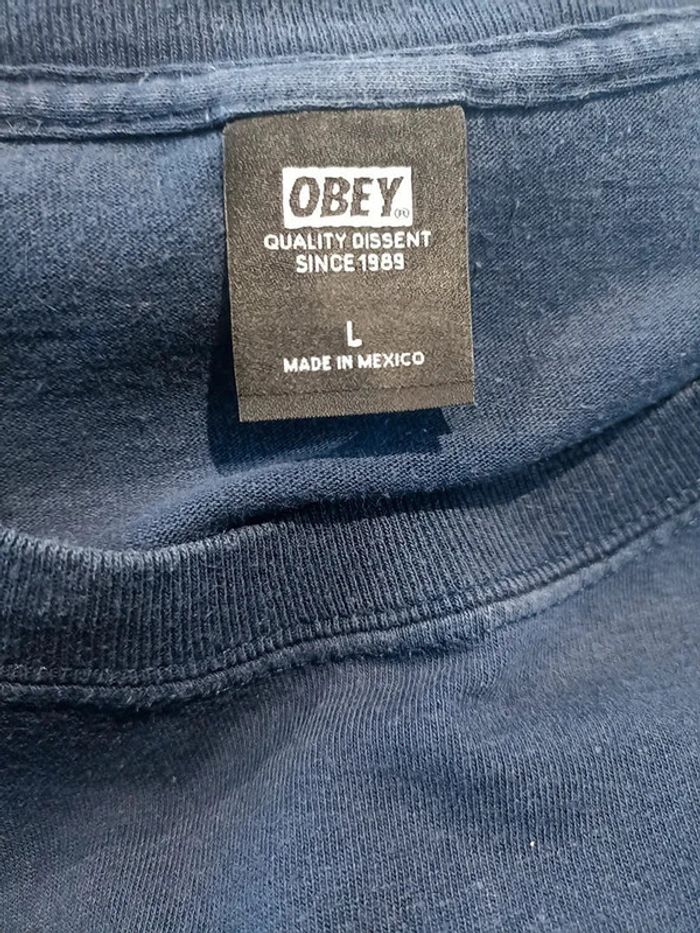 OBEY
QUALITY DISSENT
SINCE 1989
L
MADE IN MEXICO